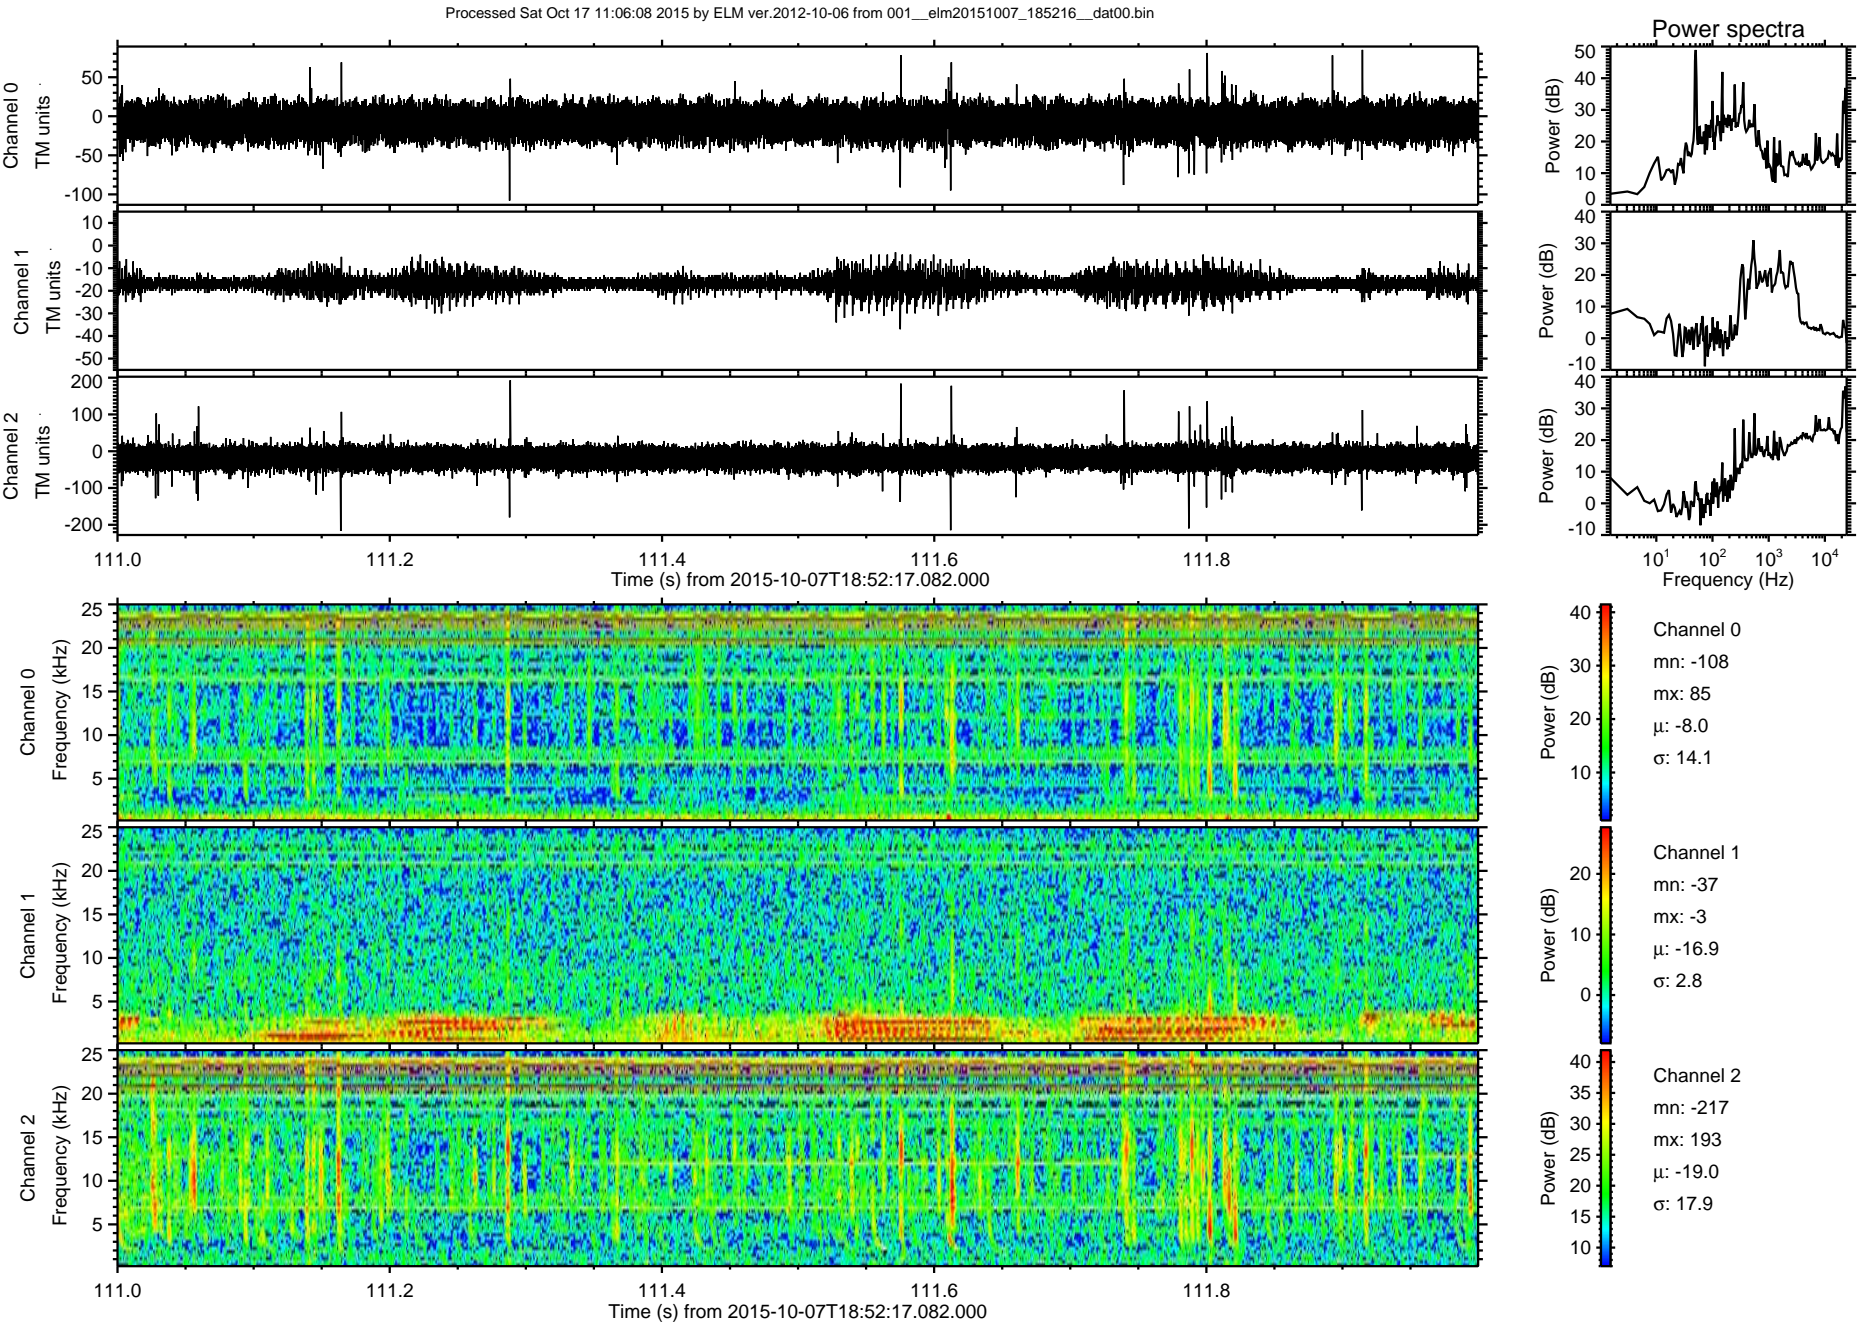 Processed Sat Oct 17 11:06:08 2015 by ELM ver.2012-10-06 from 001__elm20151007_185216__dat00.bin
Power spectra
Channel 0
TM units
50
0
-50
-100
Power (dB)
50
40
30
20
10
0
Channel 1
TM units
10
0
-10
-20
-30
-40
-50
Power (dB)
40
30
20
10
0
-10
Channel 2
TM units
200
100
0
-100
-200
Power (dB)
40
30
20
10
0
-10
111.0 111.2 111.4 111.6 111.8
Time (s) from 2015-10-07T18:52:17.082.000
10^1 10^2 10^3 10^4
Frequency (Hz)
Channel 0
Frequency (kHz)
25
20
15
10
5
Power (dB)
40
30
20
10
Channel 0
mn: -108
mx: 85
μ: -8.0
σ: 14.1
Channel 1
Frequency (kHz)
25
20
15
10
5
Power (dB)
20
10
0
Channel 1
mn: -37
mx: -3
μ: -16.9
σ: 2.8
Channel 2
Frequency (kHz)
25
20
15
10
5
Power (dB)
40
35
30
25
20
15
10
Channel 2
mn: -217
mx: 193
μ: -19.0
σ: 17.9
111.0 111.2 111.4 111.6 111.8
Time (s) from 2015-10-07T18:52:17.082.000